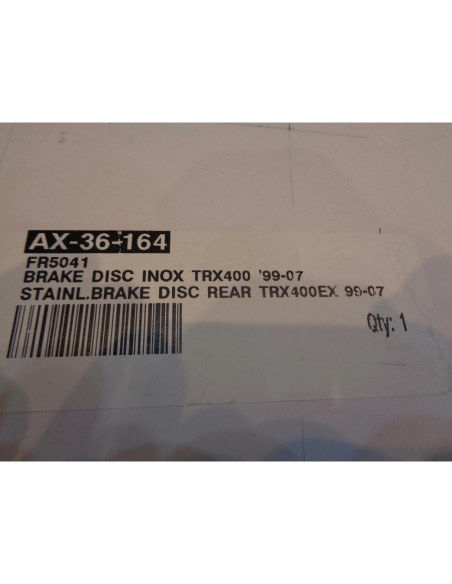 AX-36-164
FR5041
BRAKE DISC INOX TRX400 '99-07
STAINL.BRAKE DISC REAR TRX400EX 99-07
Qty: 1